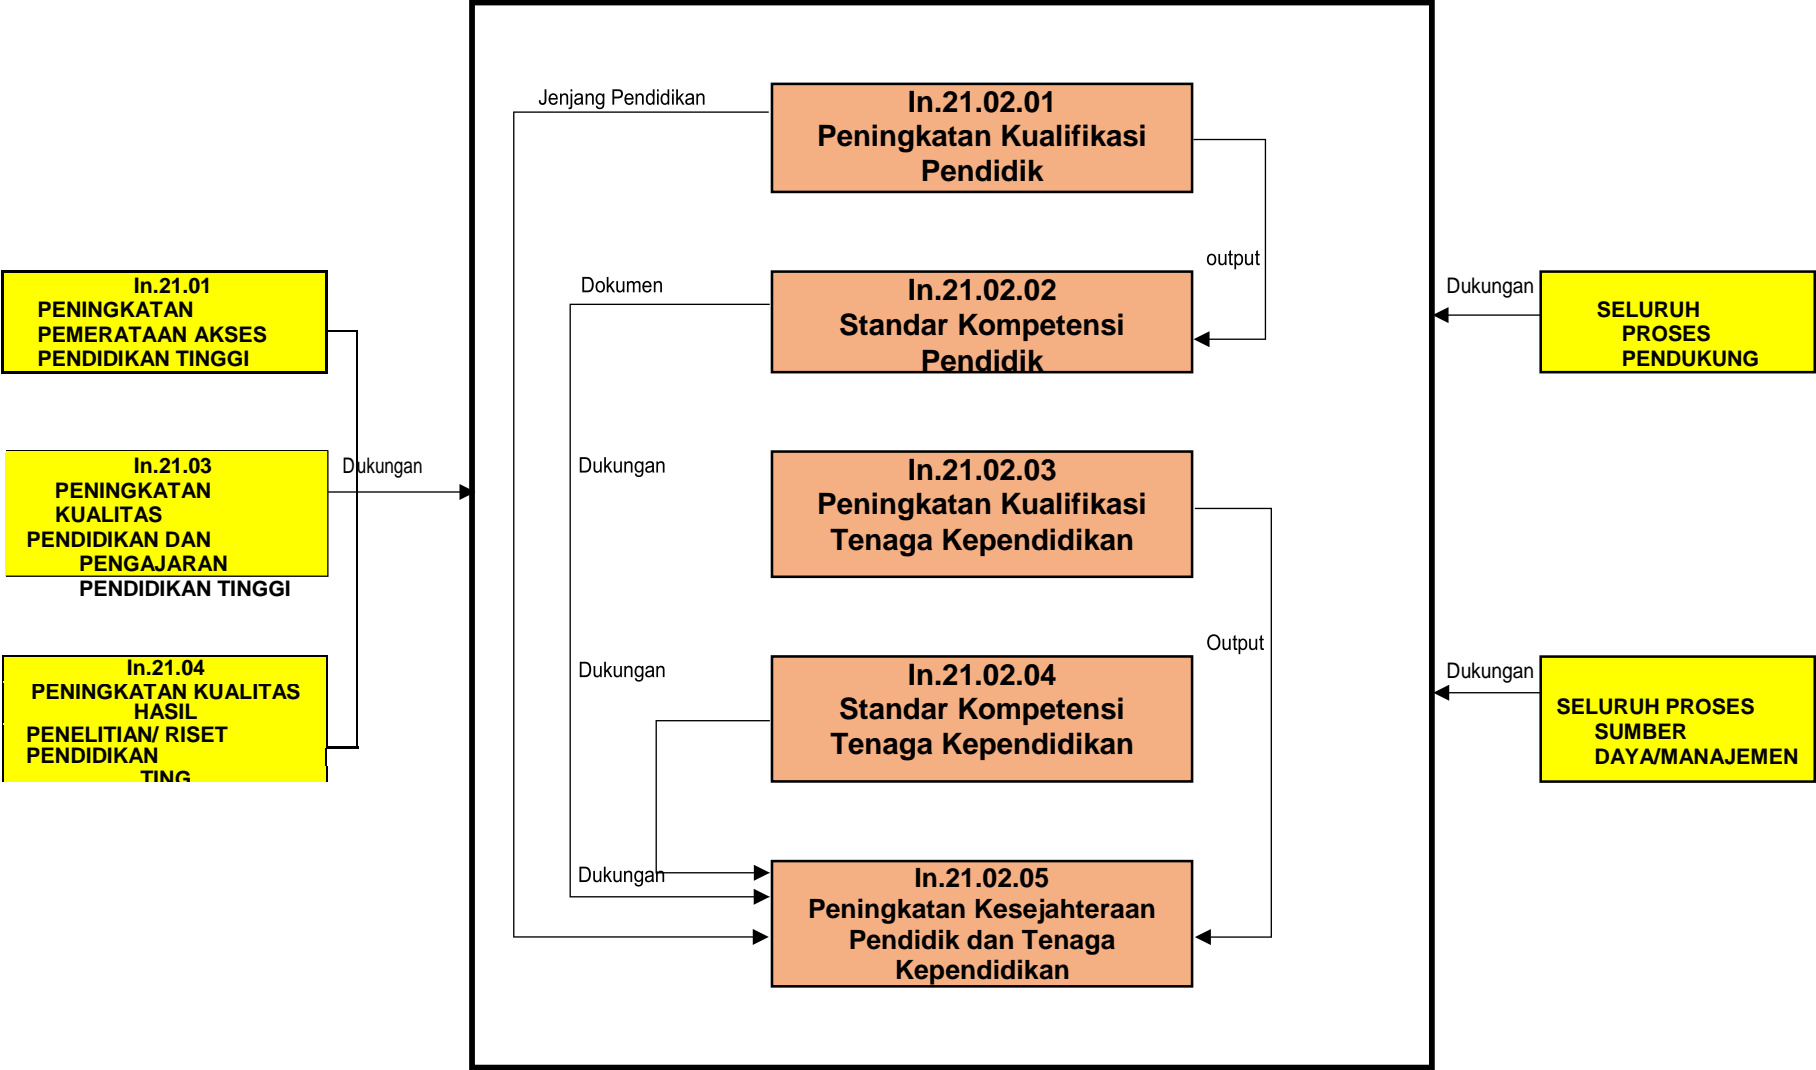 Jenjang Pendidikan
In.21.02.01
Peningkatan Kualifikasi
Pendidik
output
In.21.01
PENINGKATAN
PEMERATAAN AKSES
PENDIDIKAN TINGGI
Dokumen
In.21.02.02
Standar Kompetensi
Pendidik
Dukungan
SELURUH
PROSES
PENDUKUNG
In.21.03
PENINGKATAN
KUALITAS
PENDIDIKAN DAN
PENGAJARAN
PENDIDIKAN TINGGI
Dukungan
Dukungan
In.21.02.03
Peningkatan Kualifikasi
Tenaga Kependidikan
Output
In.21.04
PENINGKATAN KUALITAS
HASIL
PENELITIAN/ RISET
PENDIDIKAN
TING
Dukungan
In.21.02.04
Standar Kompetensi
Tenaga Kependidikan
Dukungan
SELURUH PROSES
SUMBER
DAYA/MANAJEMEN
Dukungan
In.21.02.05
Peningkatan Kesejahteraan
Pendidik dan Tenaga
Kependidikan